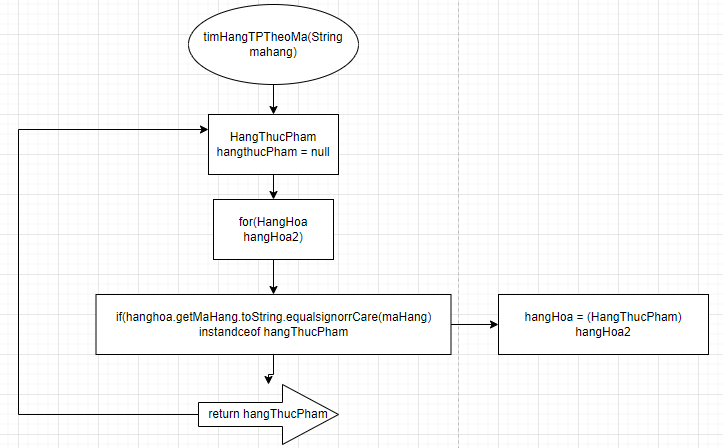 timHangTPTheoMa(String
mahang)
HangThucPham
hangthucPham = null
for(HangHoa
hangHoa2)
if(hanghoa.getMaHang.toString.equalsignorrCare(maHang)
instandceof hangThucPham
hangHoa = (HangThucPham)
hangHoa2
return hangThucPham